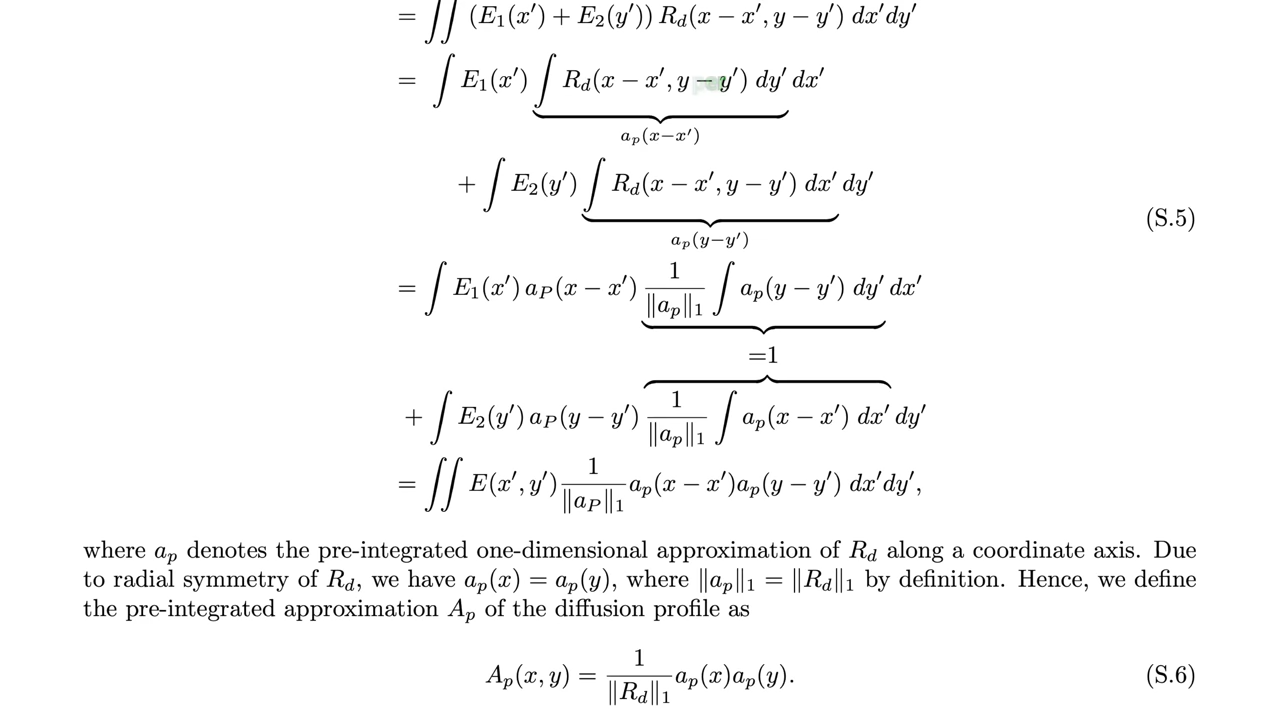 = ∬ (E₁(x′) + E₂(y′)) R_d(x − x′, y − y′) dx′dy′
= ∫ E₁(x′) ∫ R_d(x − x′, y − y′) dy′ dx′
a_p(x−x′)
+ ∫ E₂(y′) ∫ R_d(x − x′, y − y′) dx′ dy′
(S.5)
a_p(y−y′)
= ∫ E₁(x′) a_P(x − x′) 1/‖a_p‖₁ ∫ a_p(y − y′) dy′ dx′
=1
+ ∫ E₂(y′) a_P(y − y′) 1/‖a_p‖₁ ∫ a_p(x − x′) dx′ dy′
= ∬ E(x′, y′) 1/‖a_P‖₁ a_p(x − x′)a_p(y − y′) dx′dy′,
where a_p denotes the pre-integrated one-dimensional approximation of R_d along a coordinate axis. Due
to radial symmetry of R_d, we have a_p(x) = a_p(y), where ‖a_p‖₁ = ‖R_d‖₁ by definition. Hence, we define
the pre-integrated approximation A_p of the diffusion profile as
A_p(x, y) = 1/‖R_d‖₁ a_p(x)a_p(y). (S.6)